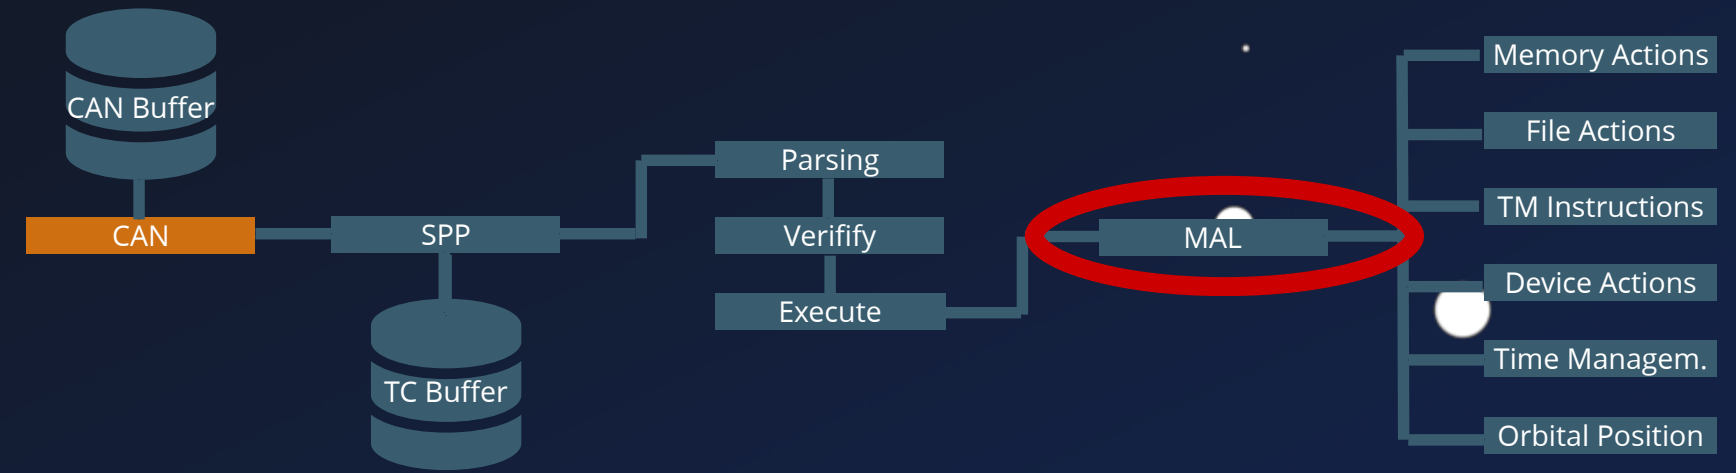 CAN Buffer
CAN
SPP
TC Buffer
Parsing
Verifify
Execute
MAL
Memory Actions
File Actions
TM Instructions
Device Actions
Time Managem.
Orbital Position